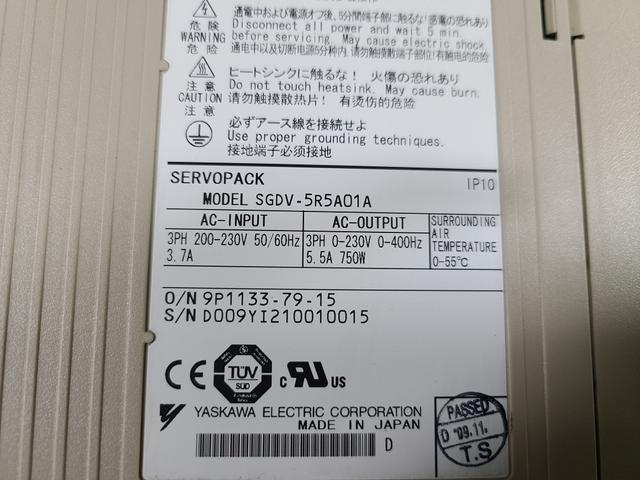 通電中および電源オフ後、5分間端子部に触るな!感電の恐れあり
危 険
WARNING
危 险
Disconnect all power and wait 5 min.
before servicing. May cause electric shock.
通电中以及切断电源5分钟内,请勿触摸端子部位!有触电的危险
注 意
CAUTION
注 意
ヒートシンクに触るな! 火傷の恐れあり
Do not touch heatsink. May cause burn.
请勿触摸散热片! 有烫伤的危险
必ずアース線を接続せよ
Use proper grounding techniques.
接地端子必须接地
SERVOPACK
IP10
MODEL SGDV-5R5A01A
AC-INPUT
3PH 200-230V 50/60Hz
3.7A
AC-OUTPUT
3PH 0-230V 0-400Hz
5.5A 750W
SURROUNDING
AIR
TEMPERATURE
0-55℃
O/N 9P1133-79-15
S/N D009YI210010015
CE
TÜV
SÜD
c RU US
YASKAWA ELECTRIC CORPORATION
MADE IN JAPAN
D
PASSED
D '09.11.
T.S